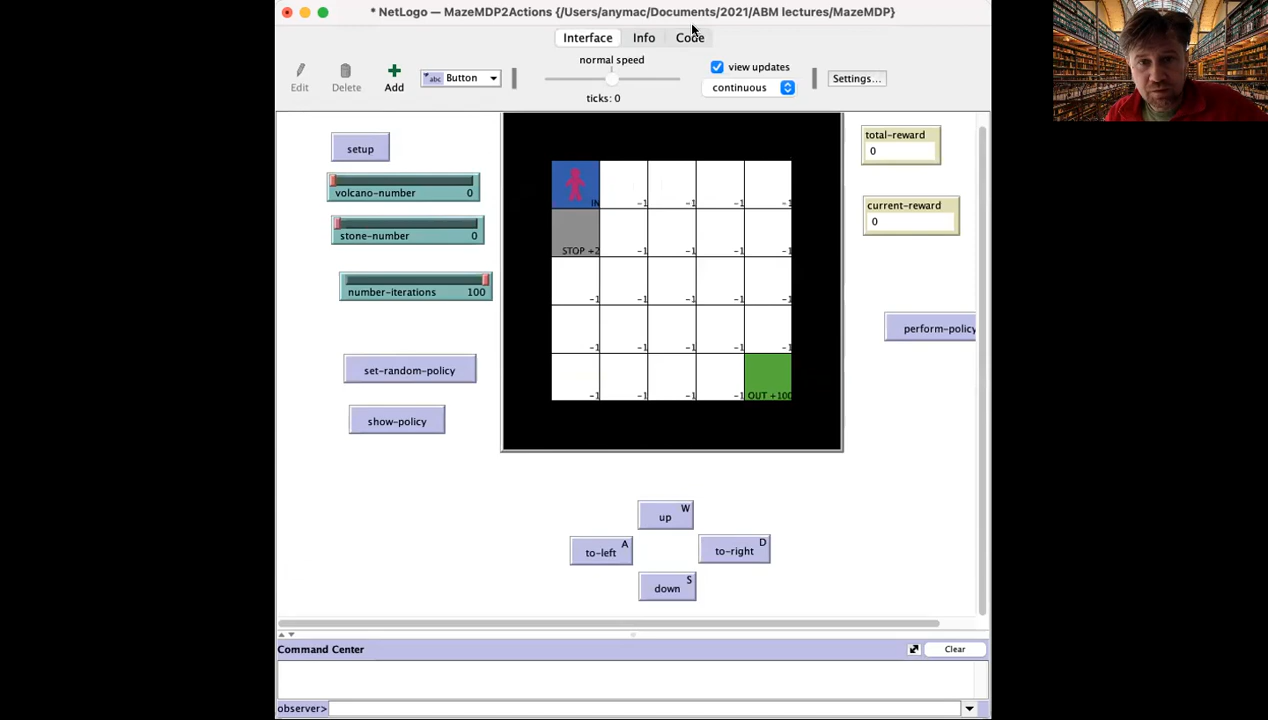 * NetLogo — MazeMDP2Actions {/Users/anymac/Documents/2021/ABM lectures/MazeMDP}
Interface Info Code
Edit Delete Add abc Button
normal speed
ticks: 0
view updates
continuous
Settings...
setup
volcano-number 0
stone-number 0
number-iterations 100
set-random-policy
show-policy
IN -1 -1 -1 -1
STOP +2 -1 -1 -1 -1
-1 -1 -1 -1 -1
-1 -1 -1 -1 -1
-1 -1 -1 -1 OUT +100
total-reward
0
current-reward
0
perform-policy
up W
to-left A
to-right D
down S
Command Center
Clear
observer>